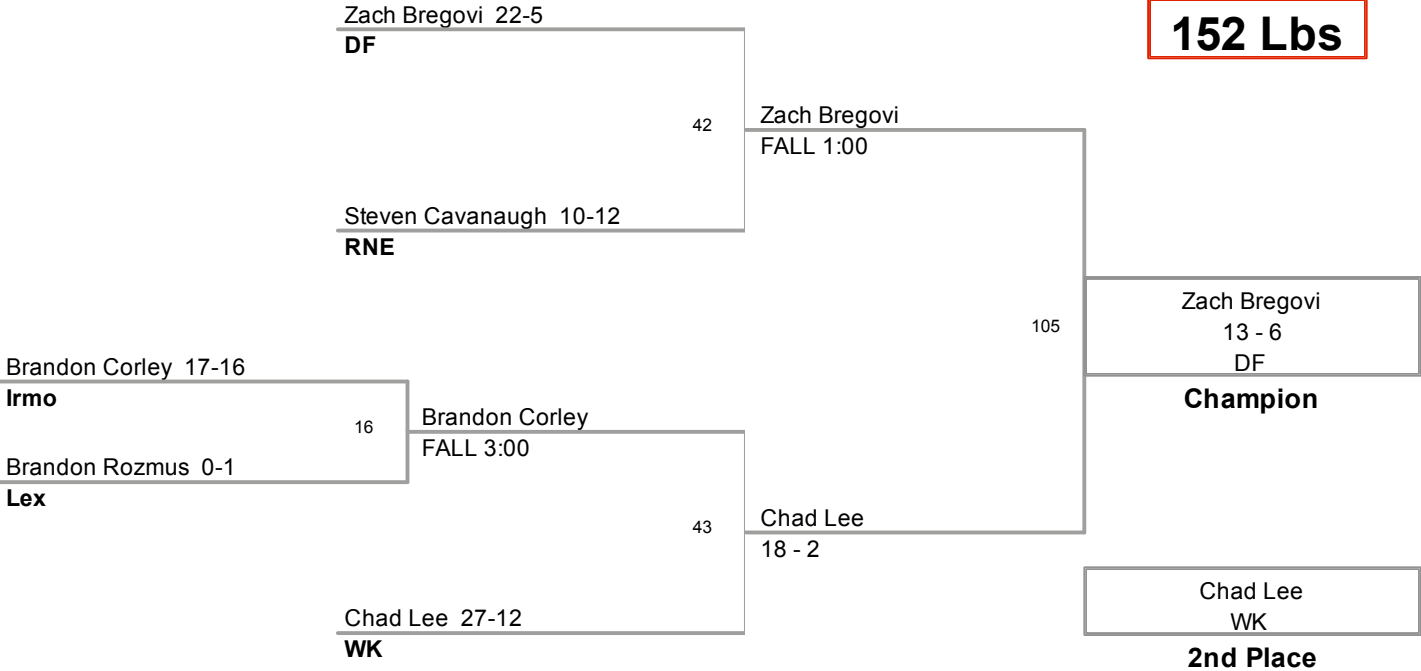 Zach Bregovi 22-5
DF
152 Lbs
42
Zach Bregovi
FALL 1:00
Steven Cavanaugh 10-12
RNE
105
Zach Bregovi
13 - 6
DF
Champion
Brandon Corley 17-16
Irmo
16
Brandon Corley
FALL 3:00
Brandon Rozmus 0-1
Lex
43
Chad Lee
18 - 2
Chad Lee 27-12
WK
Chad Lee
WK
2nd Place